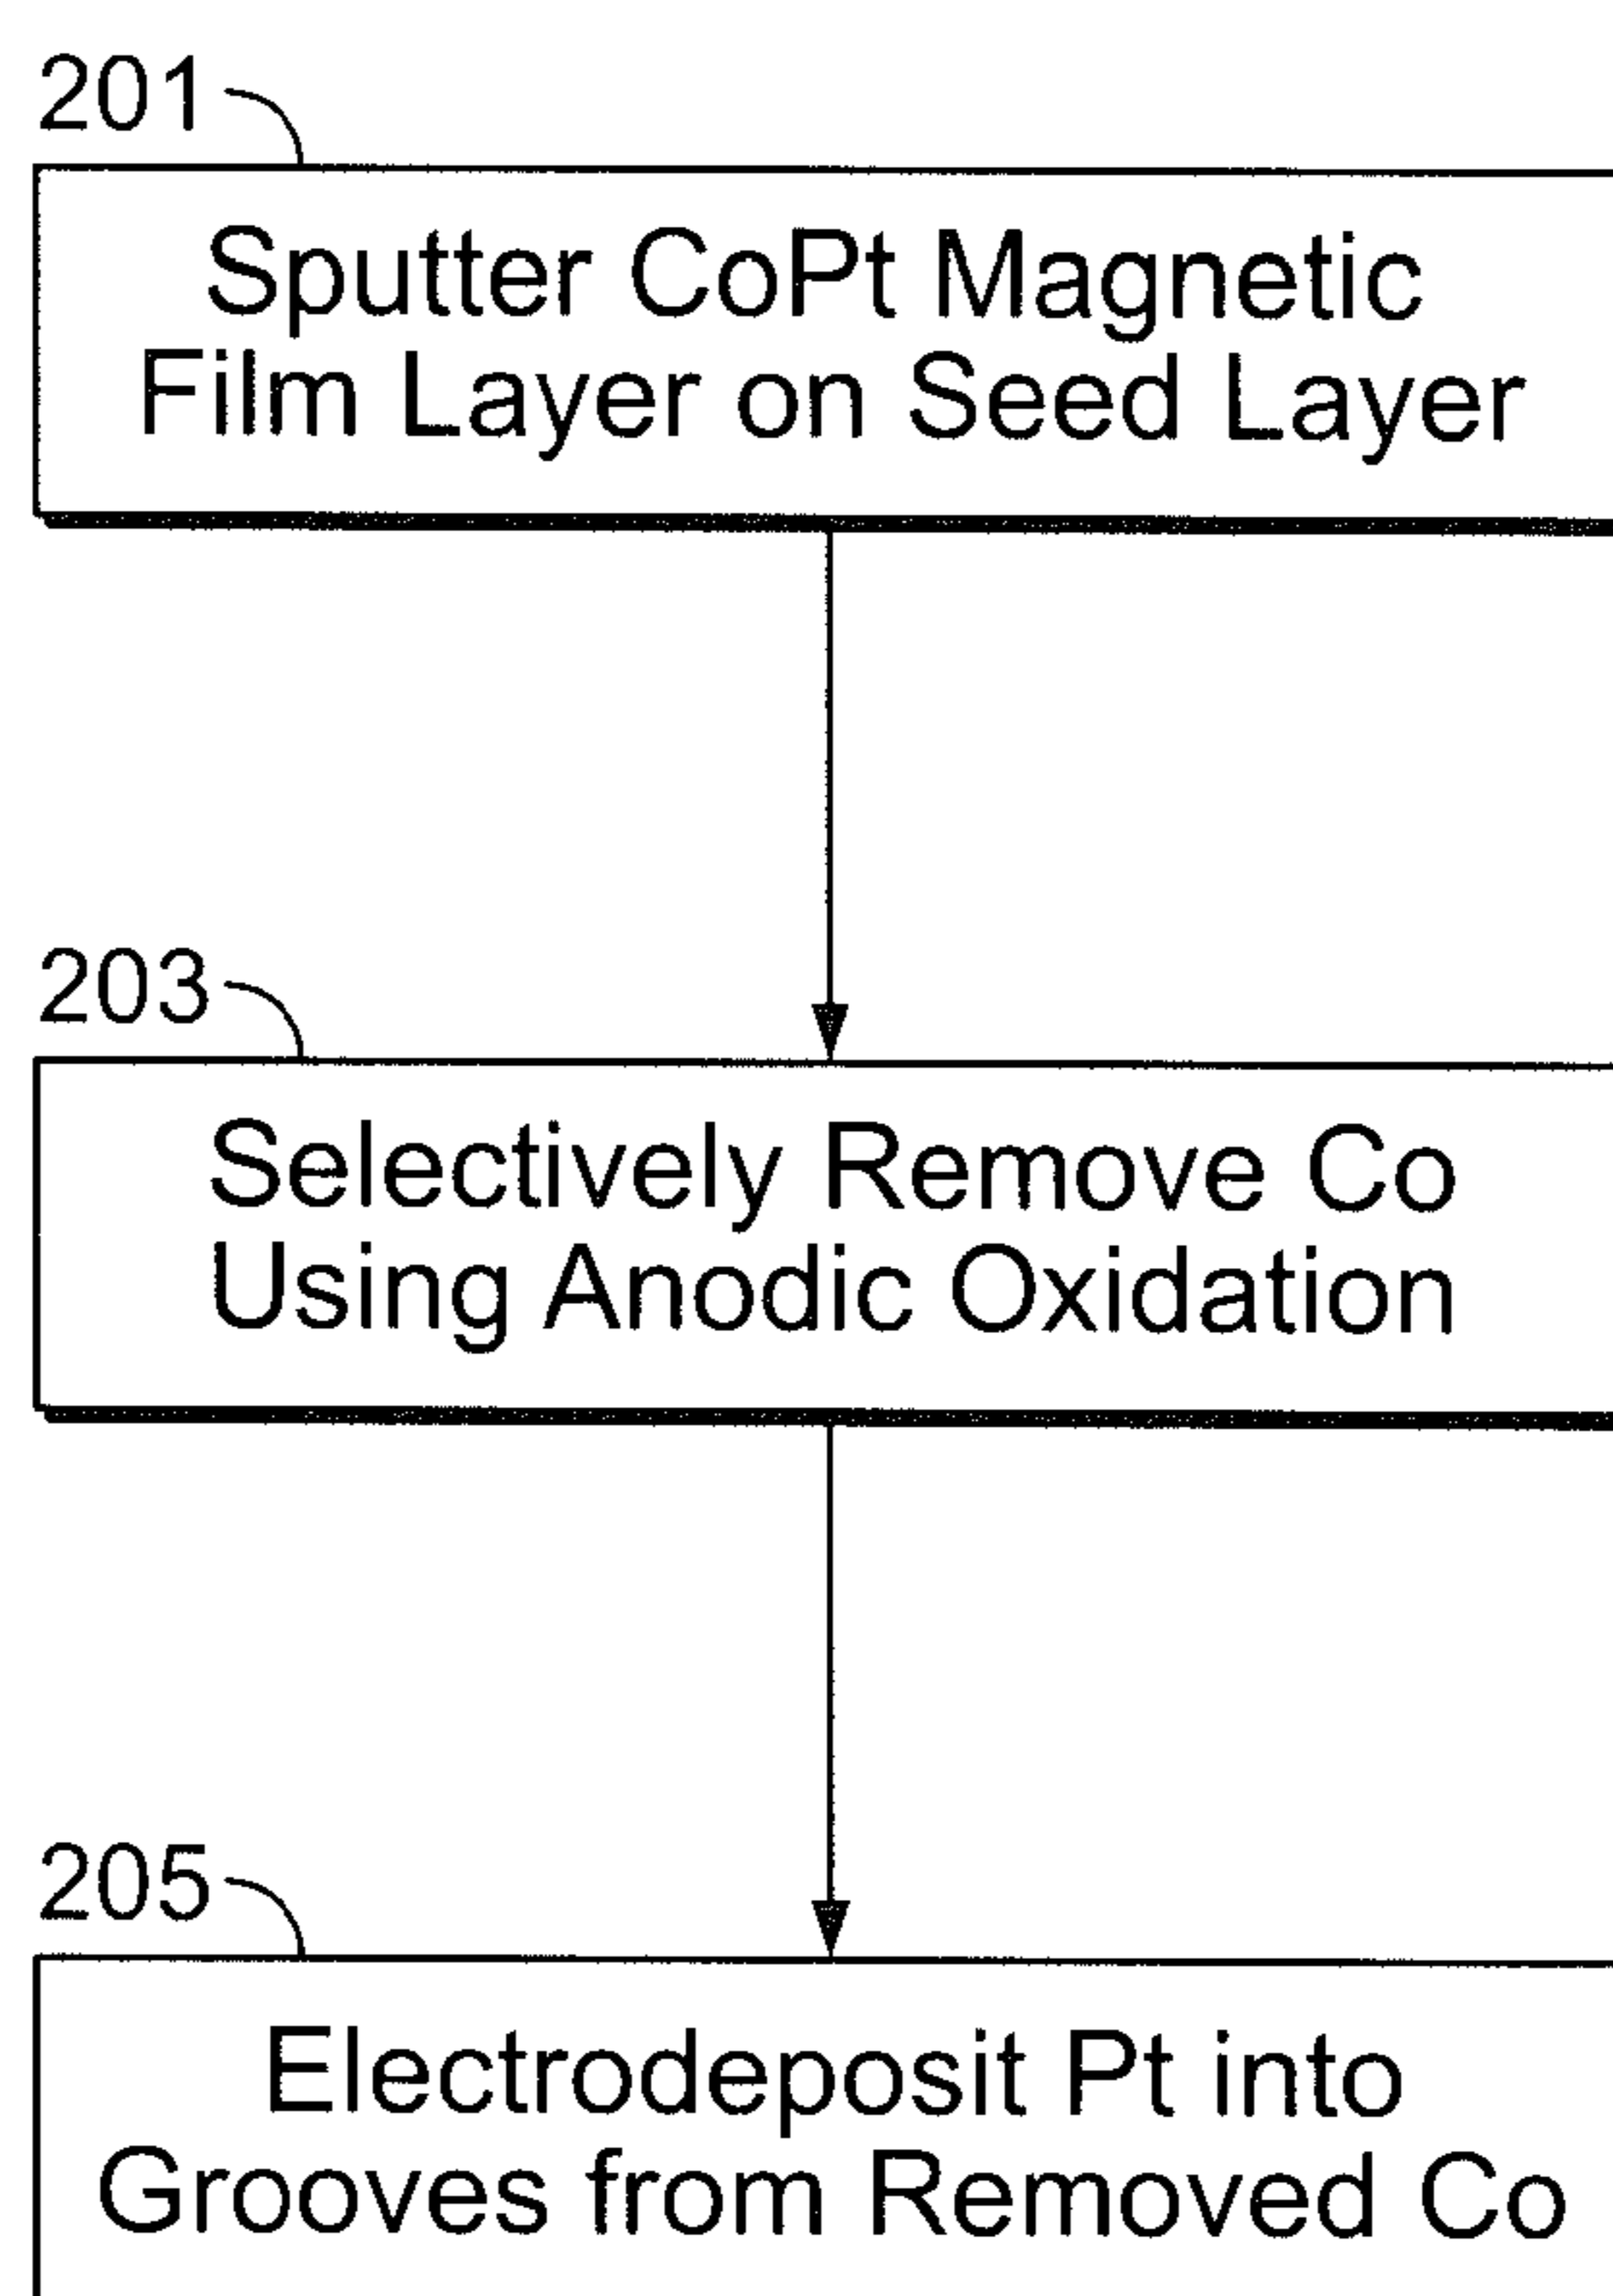 201
Sputter CoPt Magnetic
Film Layer on Seed Layer
203
Selectively Remove Co
Using Anodic Oxidation
205
Electrodeposit Pt into
Grooves from Removed Co